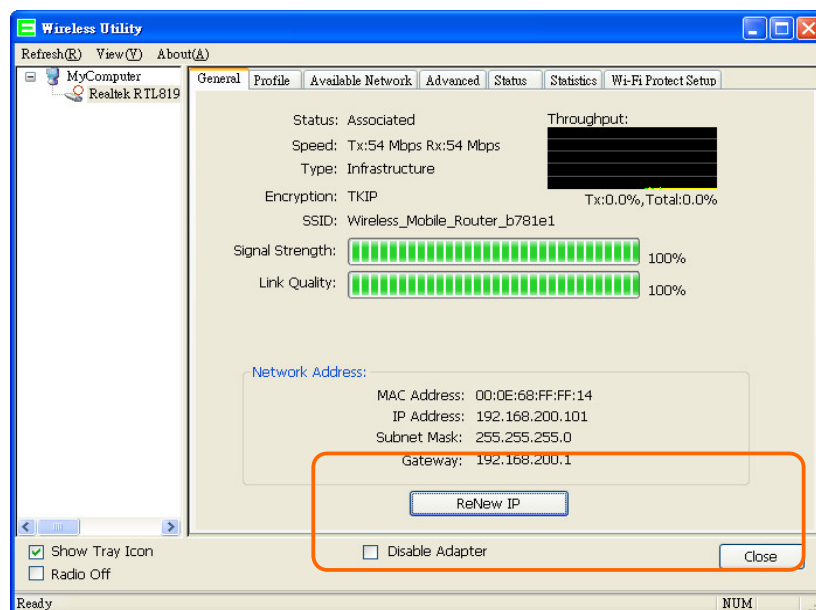 Wireless Utility
Refresh(R) View(V) About(A)
MyComputer
Realtek RTL819
General Profile Available Network Advanced Status Statistics Wi-Fi Protect Setup
Status: Associated
Throughput:
Speed: Tx:54 Mbps Rx:54 Mbps
Type: Infrastructure
Encryption: TKIP
Tx:0.0%,Total:0.0%
SSID: Wireless_Mobile_Router_b781e1
Signal Strength: 100%
Link Quality: 100%
Network Address:
MAC Address: 00:0E:68:FF:FF:14
IP Address: 192.168.200.101
Subnet Mask: 255.255.255.0
Gateway: 192.168.200.1
ReNew IP
Show Tray Icon
Disable Adapter
Close
Radio Off
Ready
NUM